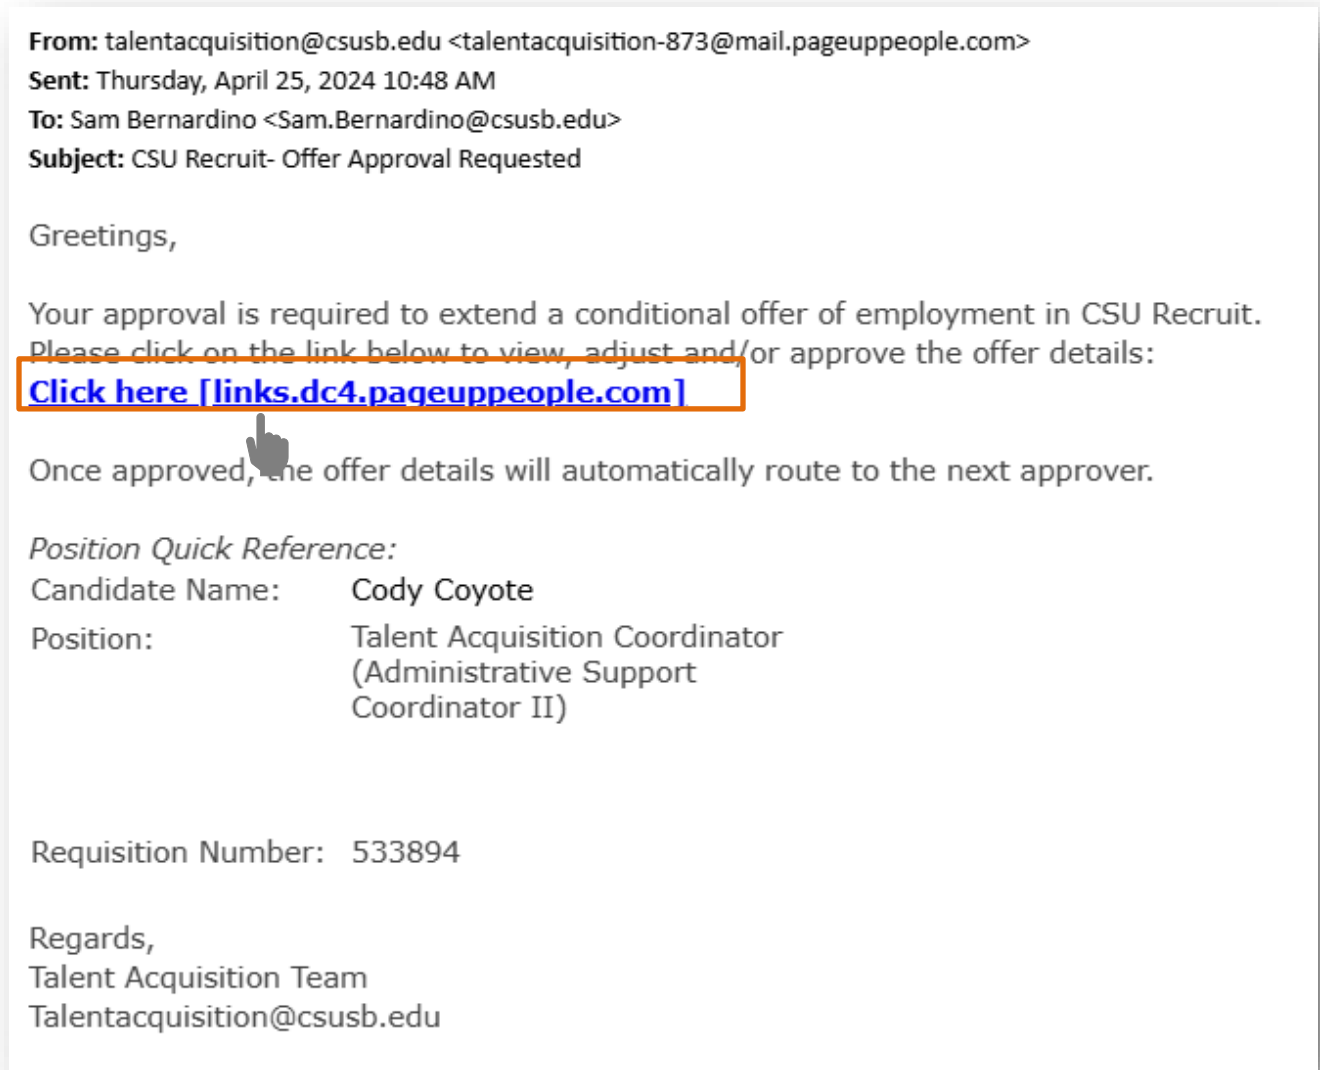 From: talentacquisition@csusb.edu <talentacquisition-873@mail.pageuppeople.com>
Sent: Thursday, April 25, 2024 10:48 AM
To: Sam Bernardino <Sam.Bernardino@csusb.edu>
Subject: CSU Recruit- Offer Approval Requested
Greetings,
Your approval is required to extend a conditional offer of employment in CSU Recruit.
Please click on the link below to view, adjust and/or approve the offer details:
Click here [links.dc4.pageuppeople.com]
Once approved, the offer details will automatically route to the next approver.
Position Quick Reference:
Candidate Name: Cody Coyote
Position: Talent Acquisition Coordinator
(Administrative Support
Coordinator II)
Requisition Number: 533894
Regards,
Talent Acquisition Team
Talentacquisition@csusb.edu